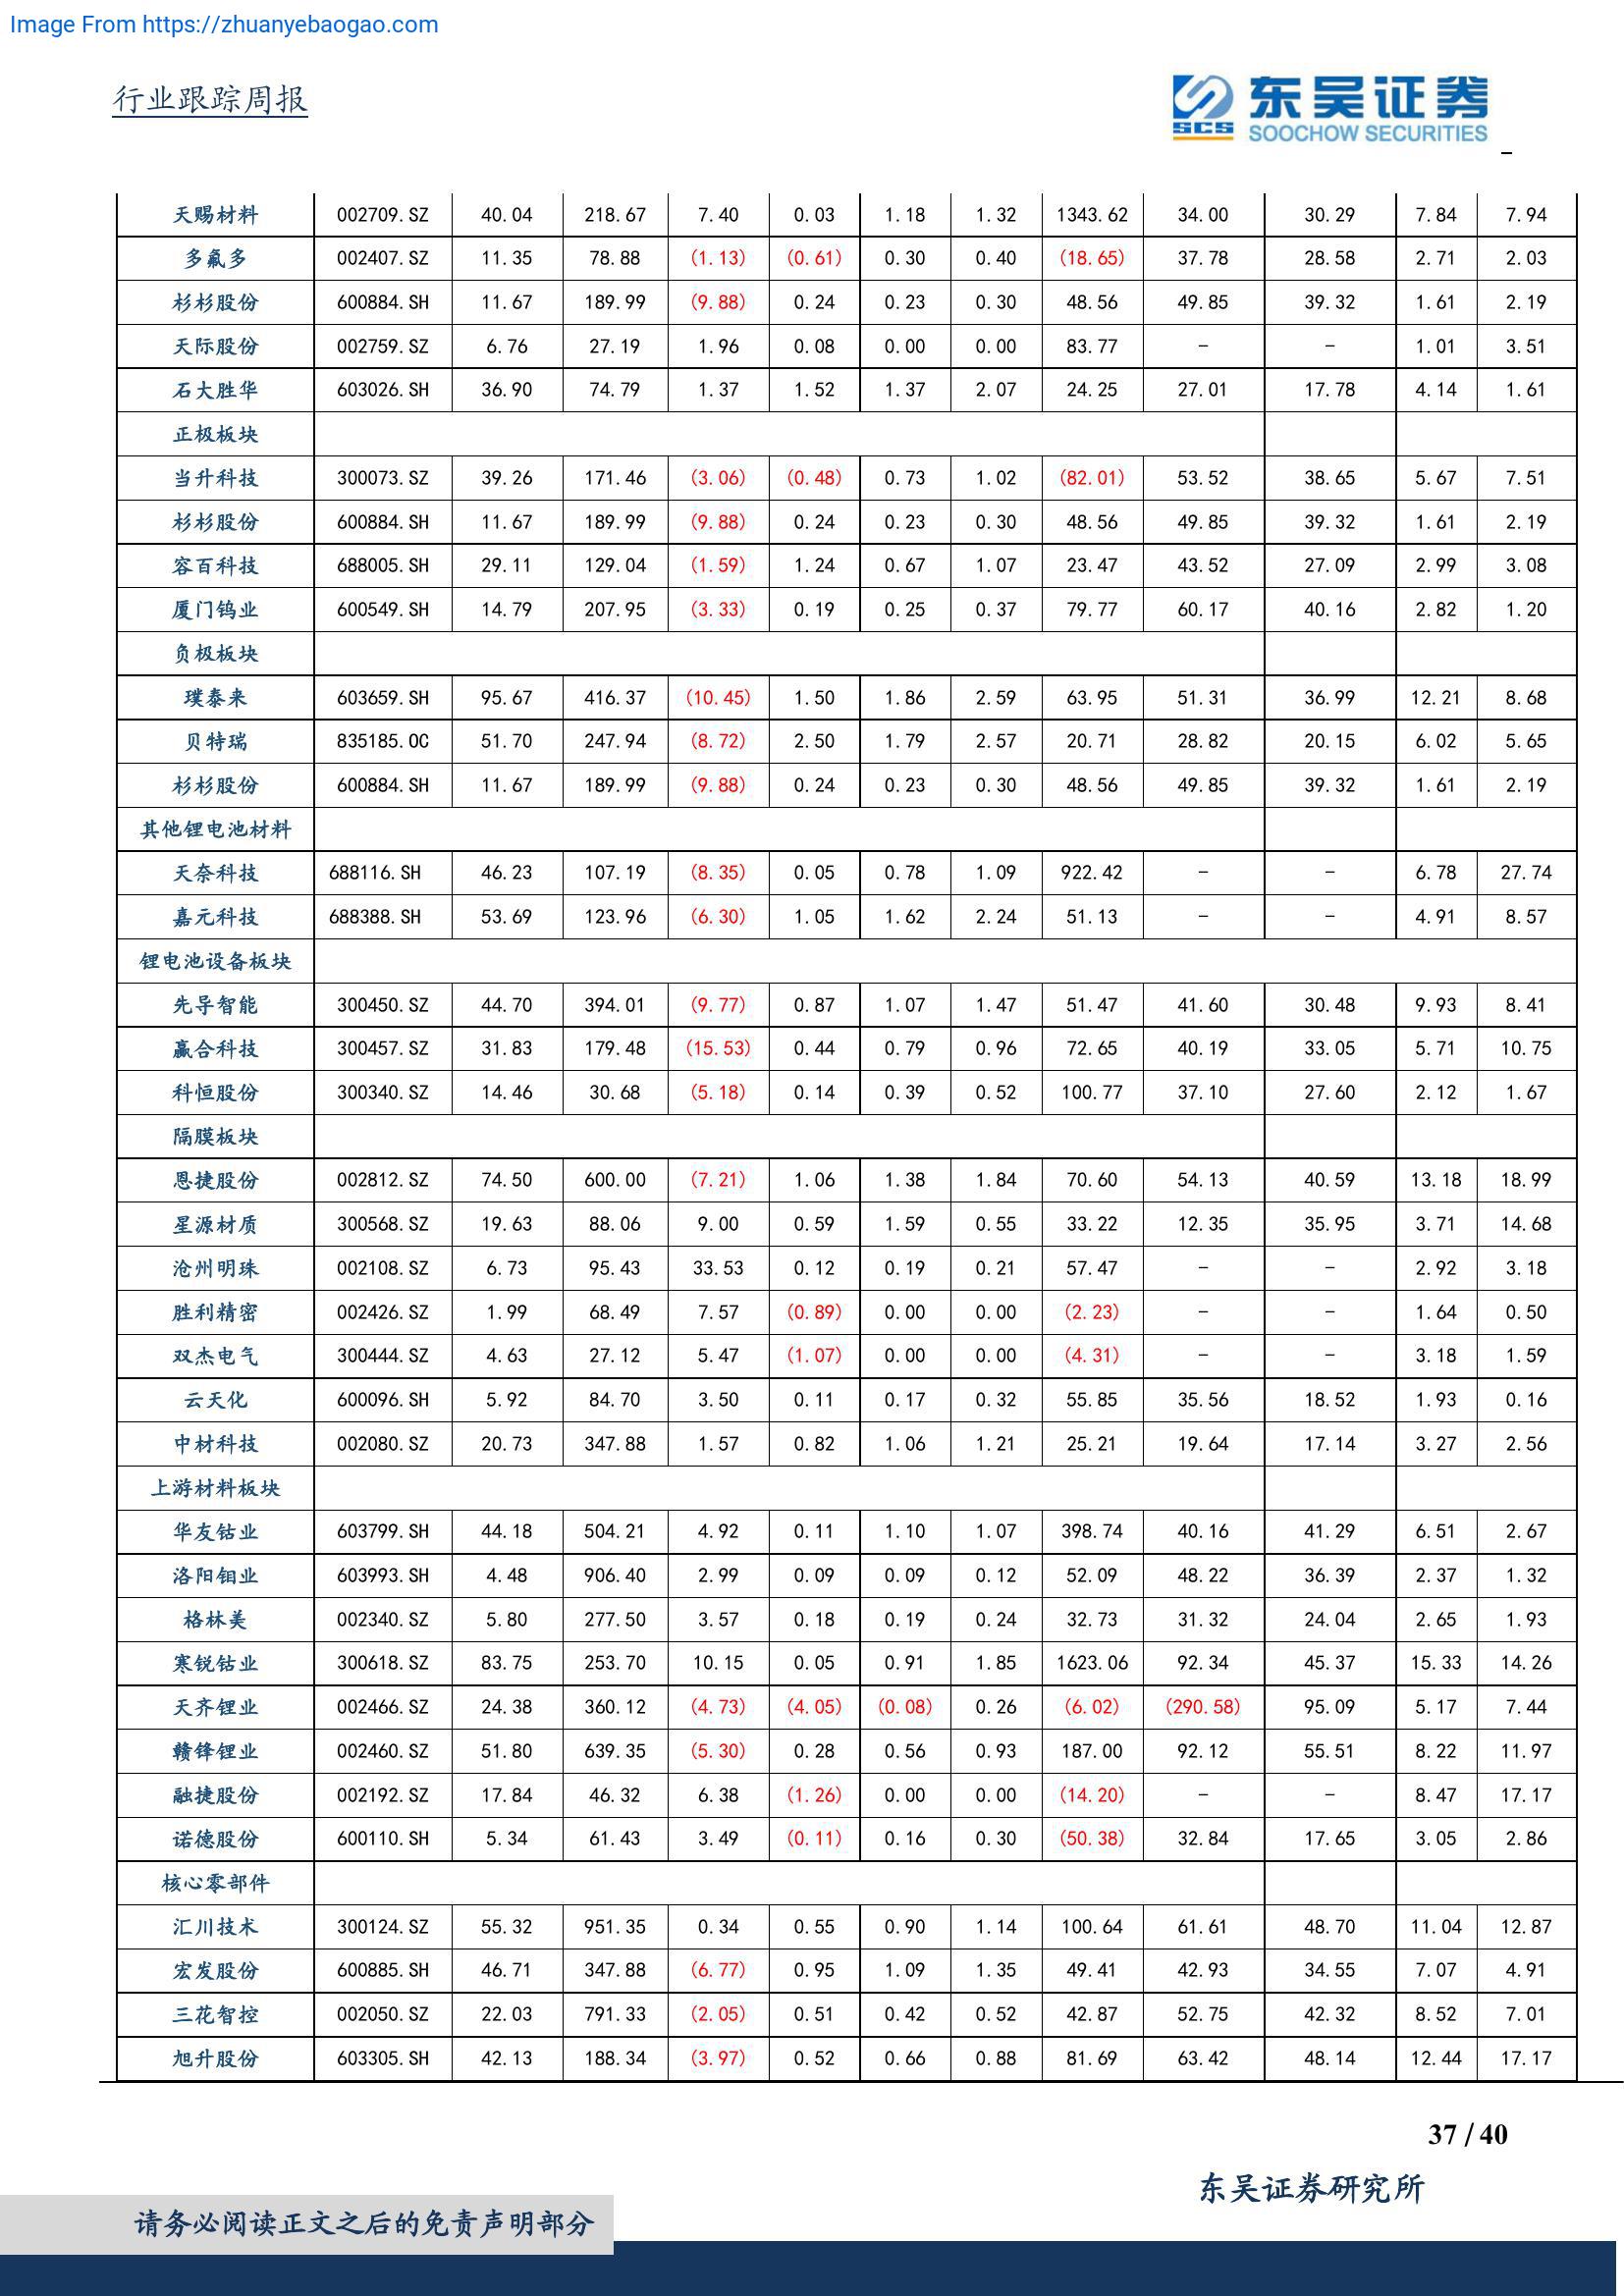 Image From https://zhuanyebaogao.com
行业跟踪周报
东吴证券
SCS
SOOCHOW SECURITIES
天赐材料 002709.SZ 40.04 218.67 7.40 0.03 1.18 1.32 1343.62 34.00 30.29 7.84 7.94
多氟多 002407.SZ 11.35 78.88 (1.13) (0.61) 0.30 0.40 (18.65) 37.78 28.58 2.71 2.03
杉杉股份 600884.SH 11.67 189.99 (9.88) 0.24 0.23 0.30 48.56 49.85 39.32 1.61 2.19
天际股份 002759.SZ 6.76 27.19 1.96 0.08 0.00 0.00 83.77 - - 1.01 3.51
石大胜华 603026.SH 36.90 74.79 1.37 1.52 1.37 2.07 24.25 27.01 17.78 4.14 1.61
正极板块
当升科技 300073.SZ 39.26 171.46 (3.06) (0.48) 0.73 1.02 (82.01) 53.52 38.65 5.67 7.51
杉杉股份 600884.SH 11.67 189.99 (9.88) 0.24 0.23 0.30 48.56 49.85 39.32 1.61 2.19
容百科技 688005.SH 29.11 129.04 (1.59) 1.24 0.67 1.07 23.47 43.52 27.09 2.99 3.08
厦门钨业 600549.SH 14.79 207.95 (3.33) 0.19 0.25 0.37 79.77 60.17 40.16 2.82 1.20
负极板块
璞泰来 603659.SH 95.67 416.37 (10.45) 1.50 1.86 2.59 63.95 51.31 36.99 12.21 8.68
贝特瑞 835185.OC 51.70 247.94 (8.72) 2.50 1.79 2.57 20.71 28.82 20.15 6.02 5.65
杉杉股份 600884.SH 11.67 189.99 (9.88) 0.24 0.23 0.30 48.56 49.85 39.32 1.61 2.19
其他锂电池材料
天奈科技 688116.SH 46.23 107.19 (8.35) 0.05 0.78 1.09 922.42 - - 6.78 27.74
嘉元科技 688388.SH 53.69 123.96 (6.30) 1.05 1.62 2.24 51.13 - - 4.91 8.57
锂电池设备板块
先导智能 300450.SZ 44.70 394.01 (9.77) 0.87 1.07 1.47 51.47 41.60 30.48 9.93 8.41
赢合科技 300457.SZ 31.83 179.48 (15.53) 0.44 0.79 0.96 72.65 40.19 33.05 5.71 10.75
科恒股份 300340.SZ 14.46 30.68 (5.18) 0.14 0.39 0.52 100.77 37.10 27.60 2.12 1.67
隔膜板块
恩捷股份 002812.SZ 74.50 600.00 (7.21) 1.06 1.38 1.84 70.60 54.13 40.59 13.18 18.99
星源材质 300568.SZ 19.63 88.06 9.00 0.59 1.59 0.55 33.22 12.35 35.95 3.71 14.68
沧州明珠 002108.SZ 6.73 95.43 33.53 0.12 0.19 0.21 57.47 - - 2.92 3.18
胜利精密 002426.SZ 1.99 68.49 7.57 (0.89) 0.00 0.00 (2.23) - - 1.64 0.50
双杰电气 300444.SZ 4.63 27.12 5.47 (1.07) 0.00 0.00 (4.31) - - 3.18 1.59
云天化 600096.SH 5.92 84.70 3.50 0.11 0.17 0.32 55.85 35.56 18.52 1.93 0.16
中材科技 002080.SZ 20.73 347.88 1.57 0.82 1.06 1.21 25.21 19.64 17.14 3.27 2.56
上游材料板块
华友钴业 603799.SH 44.18 504.21 4.92 0.11 1.10 1.07 398.74 40.16 41.29 6.51 2.67
洛阳钼业 603993.SH 4.48 906.40 2.99 0.09 0.09 0.12 52.09 48.22 36.39 2.37 1.32
格林美 002340.SZ 5.80 277.50 3.57 0.18 0.19 0.24 32.73 31.32 24.04 2.65 1.93
寒锐钴业 300618.SZ 83.75 253.70 10.15 0.05 0.91 1.85 1623.06 92.34 45.37 15.33 14.26
天齐锂业 002466.SZ 24.38 360.12 (4.73) (4.05) (0.08) 0.26 (6.02) (290.58) 95.09 5.17 7.44
赣锋锂业 002460.SZ 51.80 639.35 (5.30) 0.28 0.56 0.93 187.00 92.12 55.51 8.22 11.97
融捷股份 002192.SZ 17.84 46.32 6.38 (1.26) 0.00 0.00 (14.20) - - 8.47 17.17
诺德股份 600110.SH 5.34 61.43 3.49 (0.11) 0.16 0.30 (50.38) 32.84 17.65 3.05 2.86
核心零部件
汇川技术 300124.SZ 55.32 951.35 0.34 0.55 0.90 1.14 100.64 61.61 48.70 11.04 12.87
宏发股份 600885.SH 46.71 347.88 (6.77) 0.95 1.09 1.35 49.41 42.93 34.55 7.07 4.91
三花智控 002050.SZ 22.03 791.33 (2.05) 0.51 0.42 0.52 42.87 52.75 42.32 8.52 7.01
旭升股份 603305.SH 42.13 188.34 (3.97) 0.52 0.66 0.88 81.69 63.42 48.14 12.44 17.17
37 / 40
东吴证券研究所
请务必阅读正文之后的免责声明部分